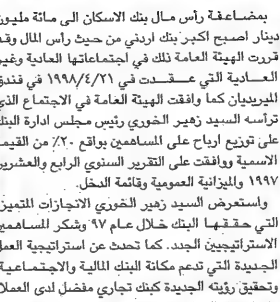 بمضاعفة رأس مال بنك الاسكان الى مائة مليون
دينار اصبح اكبر بنك اردني من حيث رأس المال وقد
قررت الهيئة العامة ذلك في اجتماعاتها العادية وغير
العادية التي عقدت في ١٩٩٨/٤/٢١ في فندق
الميريديان كما وافقت الهيئة العامة في الاجتماع الذي
ترأسه السيد زهير الخوري رئيس مجلس ادارة البنك
على توزيع ارباح على المساهمين بواقع ٢٠٪ من القيمة
الاسمية ووافقت على التقرير السنوي الرابع والعشرين
١٩٩٧ والميزانية العمومية وقائمة الدخل.
واستعرض السيد زهير الخوري الانجازات المتميزة
التي حققها البنك خلال عام ٩٧ وشكر المساهمين
الاستراتيجيين الجدد. كما تحدث عن استراتيجية العمل
الجديدة التي تدعم مكانة البنك المالية والاجتماعية
وتحقيق رؤيته الجديدة كبنك تجاري مفضل لدى العملاء